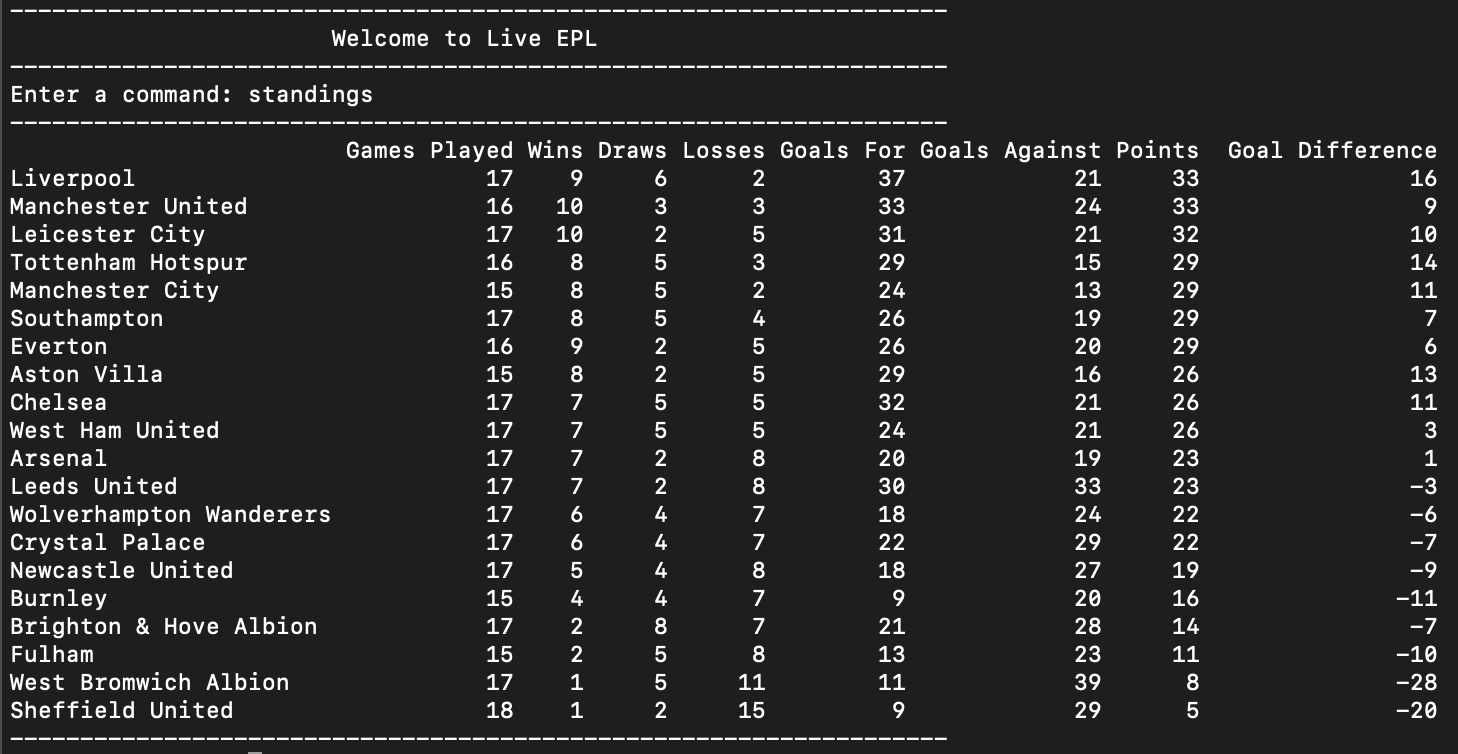 --------------------------------------------------------------------
Welcome to Live EPL
--------------------------------------------------------------------
Enter a command: standings
--------------------------------------------------------------------
                        Games Played Wins Draws Losses Goals For Goals Against Points  Goal Difference
Liverpool                         17    9     6      2        37            21     33               16
Manchester United                 16   10     3      3        33            24     33                9
Leicester City                    17   10     2      5        31            21     32               10
Tottenham Hotspur                 16    8     5      3        29            15     29               14
Manchester City                   15    8     5      2        24            13     29               11
Southampton                       17    8     5      4        26            19     29                7
Everton                           16    9     2      5        26            20     29                6
Aston Villa                       15    8     2      5        29            16     26               13
Chelsea                           17    7     5      5        32            21     26               11
West Ham United                   17    7     5      5        24            21     26                3
Arsenal                           17    7     2      8        20            19     23                1
Leeds United                      17    7     2      8        30            33     23               -3
Wolverhampton Wanderers           17    6     4      7        18            24     22               -6
Crystal Palace                    17    6     4      7        22            29     22               -7
Newcastle United                  17    5     4      8        18            27     19               -9
Burnley                           15    4     4      7         9            20     16              -11
Brighton & Hove Albion            17    2     8      7        21            28     14               -7
Fulham                            15    2     5      8        13            23     11              -10
West Bromwich Albion              17    1     5     11        11            39      8              -28
Sheffield United                  18    1     2     15         9            29      5              -20
--------------------------------------------------------------------